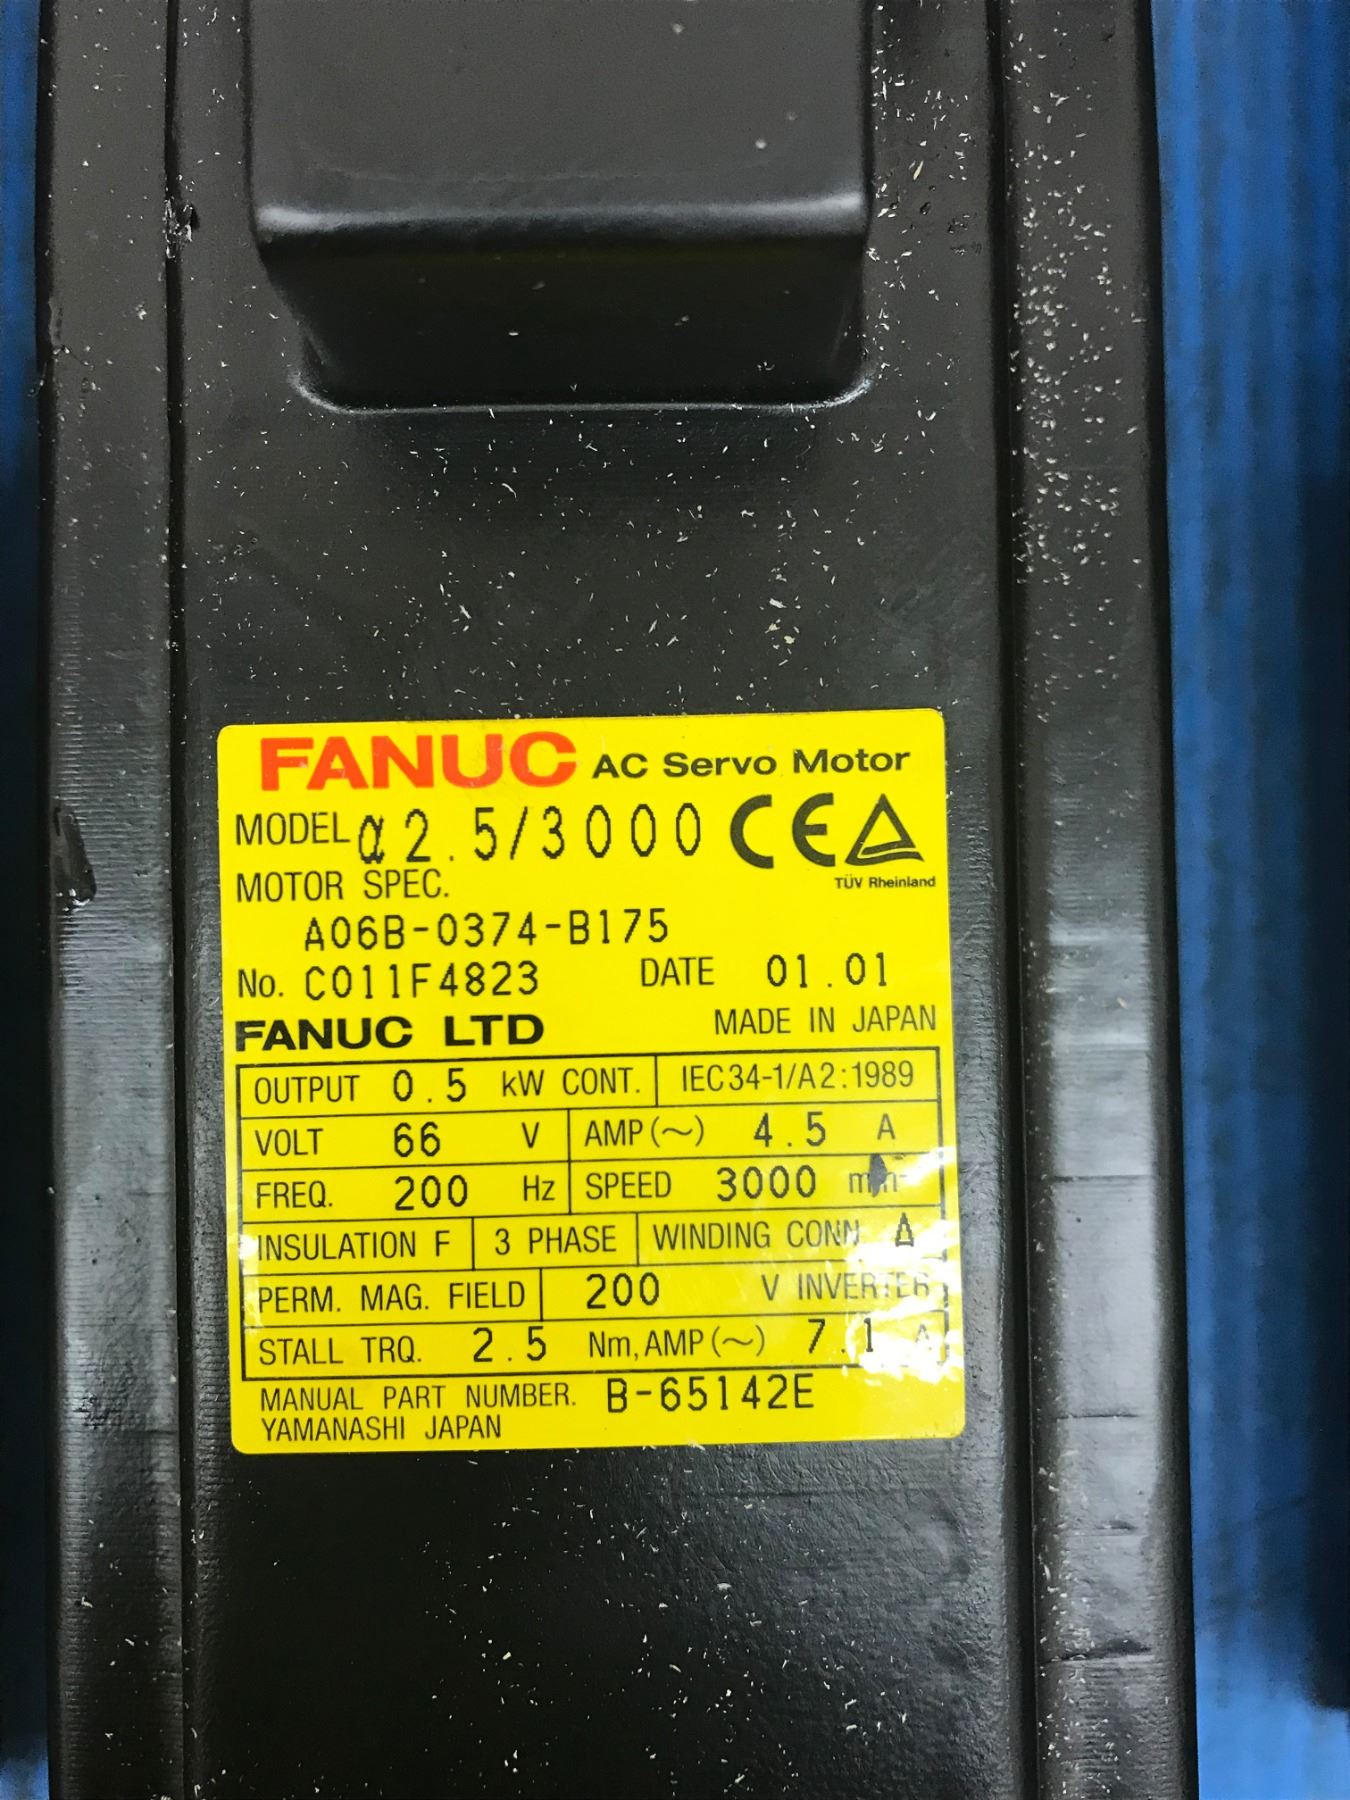 FANUC AC Servo Motor
MODEL α2.5/3000 CE
TÜV Rheinland
MOTOR SPEC.
A06B-0374-B175
No. C011F4823 DATE 01.01
FANUC LTD MADE IN JAPAN
OUTPUT 0.5 kW CONT. IEC34-1/A2:1989
VOLT 66 V AMP(~) 4.5 A
FREQ. 200 Hz SPEED 3000
INSULATION F 3 PHASE WINDING CONN. Δ
PERM. MAG. FIELD 200 V INVERTER
STALL TRQ. 2.5 Nm, AMP(~) 7.1 A
MANUAL PART NUMBER. B-65142E
YAMANASHI JAPAN